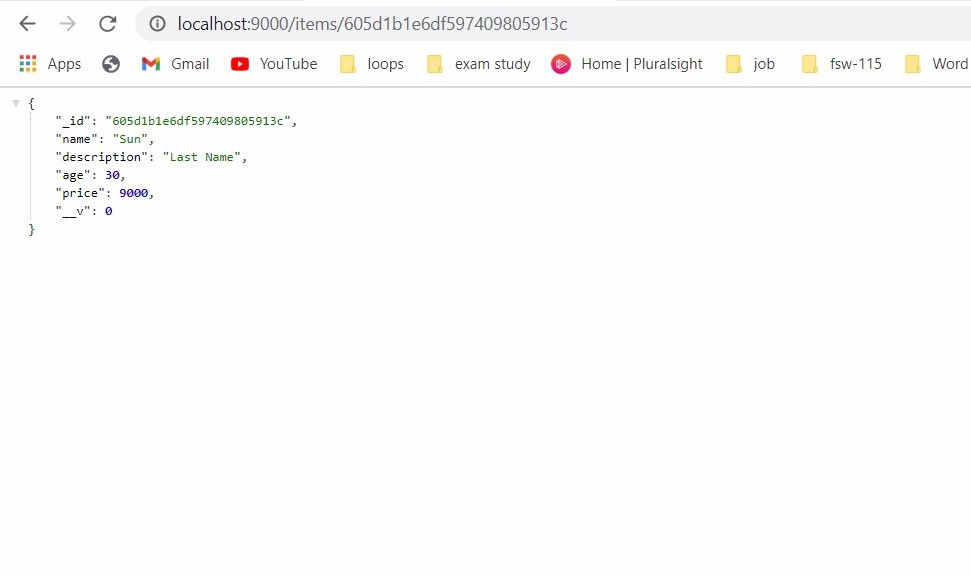 localhost:9000/items/605d1b1e6df597409805913c
Apps Gmail YouTube loops exam study Home | Pluralsight job fsw-115 Word
{
"_id": "605d1b1e6df597409805913c",
"name": "Sun",
"description": "Last Name",
"age": 30,
"price": 9000,
"__v": 0
}